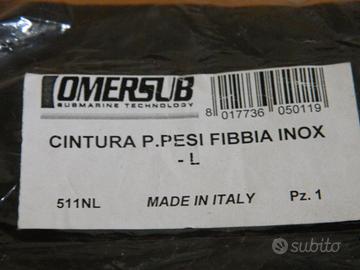 OMERSUB
SUBMARINE TECHNOLOGY
8 017736 050119
CINTURA P.PESI FIBBIA INOX
- L
511NL MADE IN ITALY Pz. 1
subito